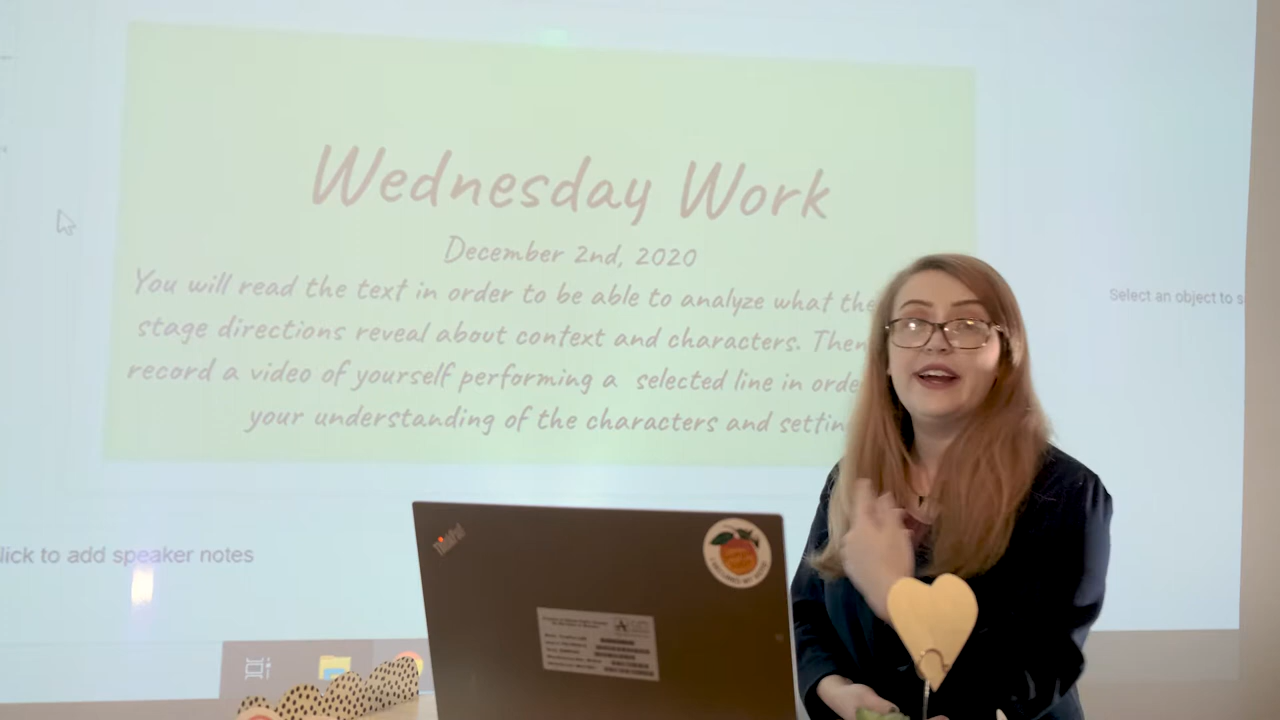 Wednesday Work
December 2nd, 2020
You will read the text in order to be able to analyze what the
stage directions reveal about context and characters. Then
record a video of yourself performing a selected line in orde
your understanding of the characters and settin
Select an object to s
lick to add speaker notes
ThinkPad